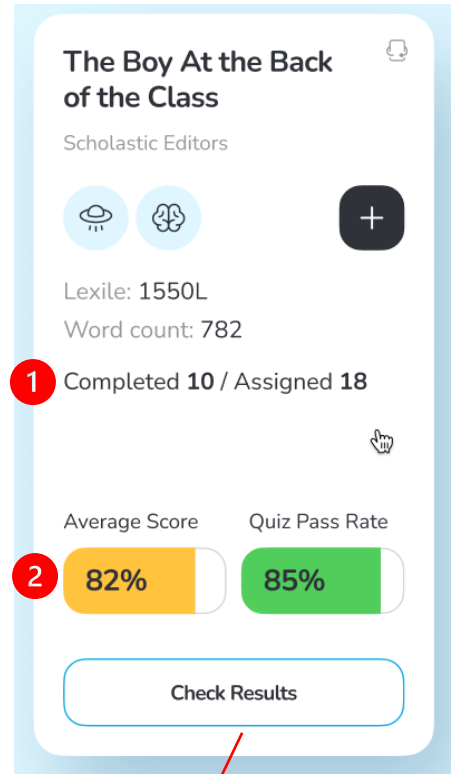 The Boy At the Back
of the Class
Scholastic Editors
Lexile: 1550L
Word count: 782
1 Completed 10 / Assigned 18
Average Score Quiz Pass Rate
2 82% 85%
Check Results